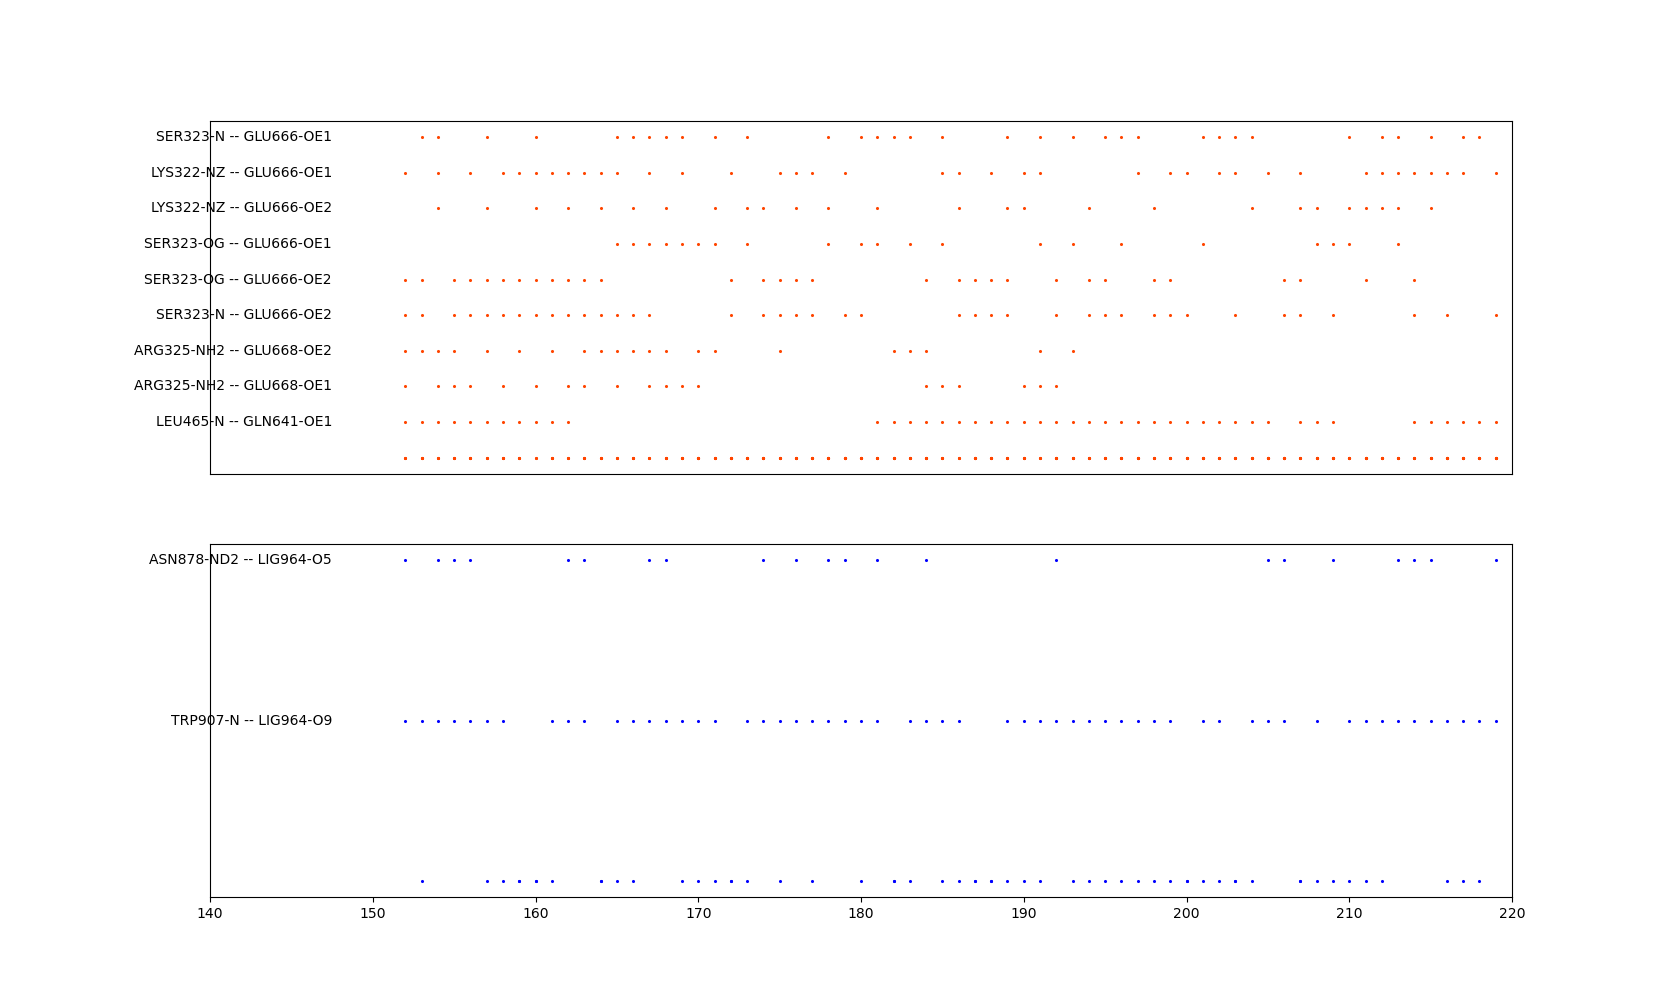 SER323-N -- GLU666-OE1
LYS322-NZ -- GLU666-OE1
LYS322-NZ -- GLU666-OE2
SER323-OG -- GLU666-OE1
SER323-OG -- GLU666-OE2
SER323-N -- GLU666-OE2
ARG325-NH2 -- GLU668-OE2
ARG325-NH2 -- GLU668-OE1
LEU465-N -- GLN641-OE1
ASN878-ND2 -- LIG964-O5
TRP907-N -- LIG964-O9
140 150 160 170 180 190 200 210 220